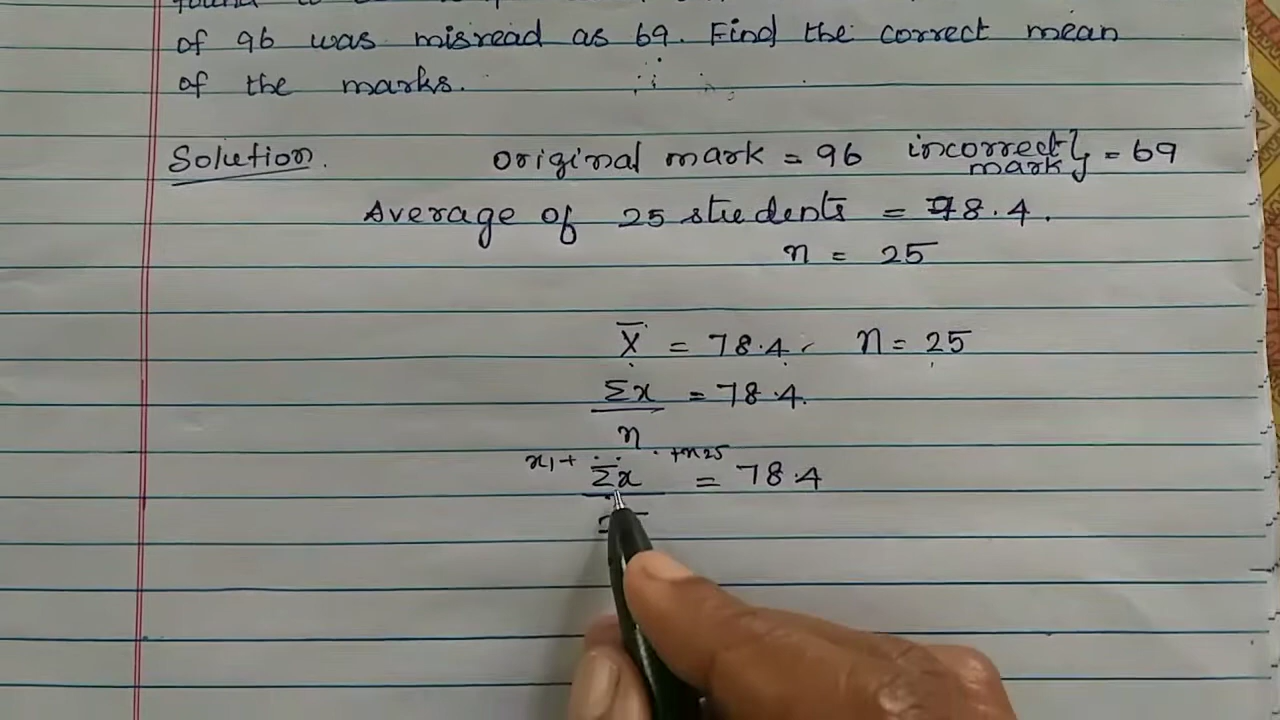 of 96 was misread as 69. Find the correct mean
of the marks.
Solution. original mark = 96 incorrect mark } = 69
Average of 25 students = 78.4.
n = 25
X̄ = 78.4 n = 25
Σx/n = 78.4
x1 + ... + x25
Σx = 78.4